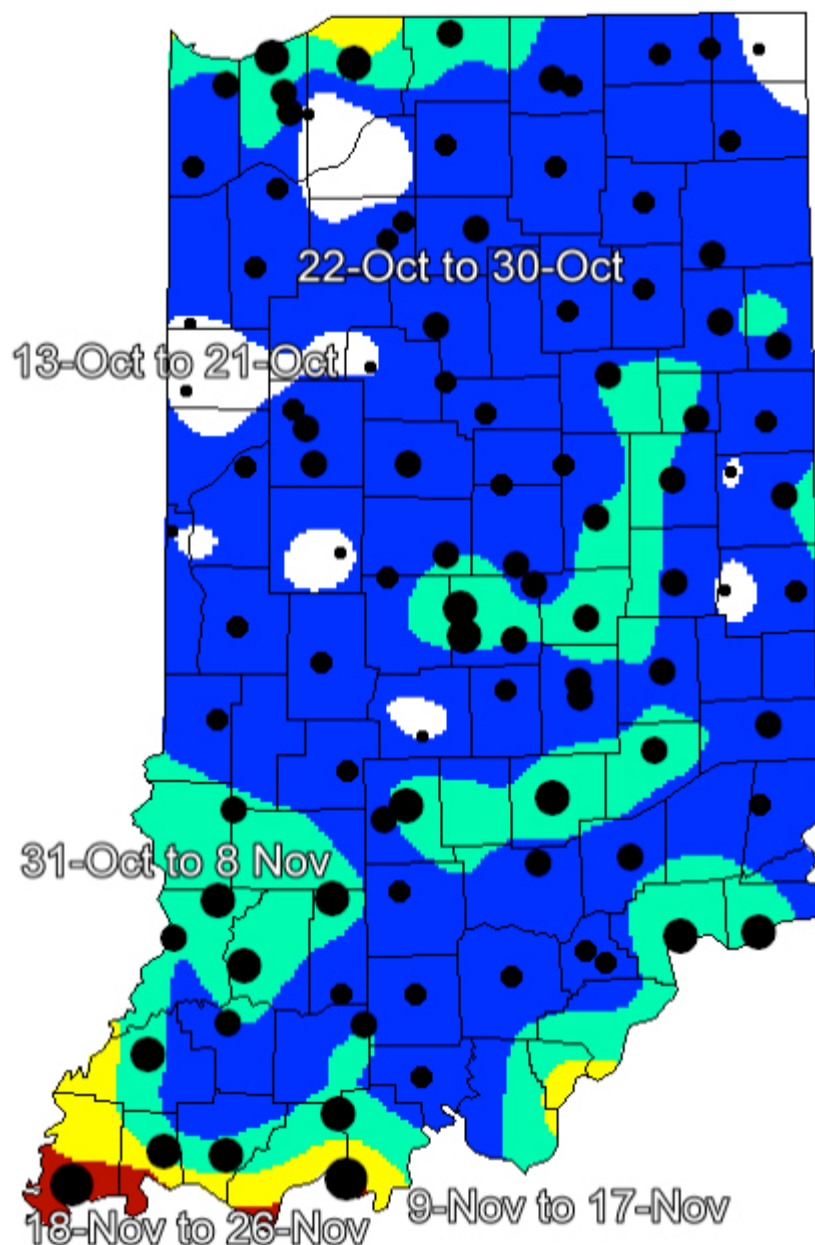 22-Oct to 30-Oct
13-Oct to 21-Oct
31-Oct to 8 Nov
9-Nov to 17-Nov
18-Nov to 26-Nov